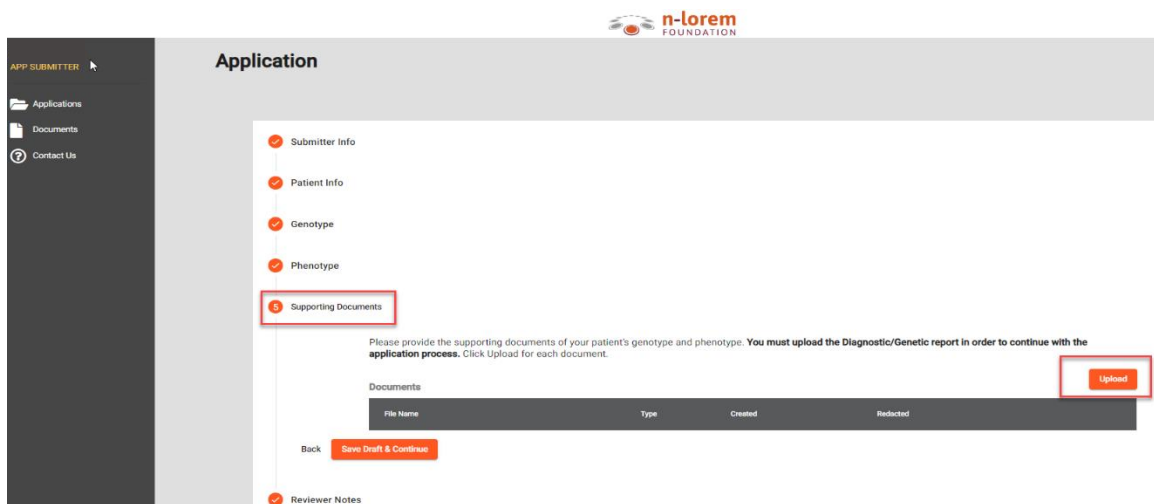 n-lorem
FOUNDATION
APP SUBMITTER
Applications
Documents
Contact Us
Application
Submitter Info
Patient Info
Genotype
Phenotype
5 Supporting Documents
Please provide the supporting documents of your patient's genotype and phenotype. You must upload the Diagnostic/Genetic report in order to continue with the
application process. Click Upload for each document.
Upload
Documents
File Name Type Created Redacted
Back Save Draft & Continue
Reviewer Notes